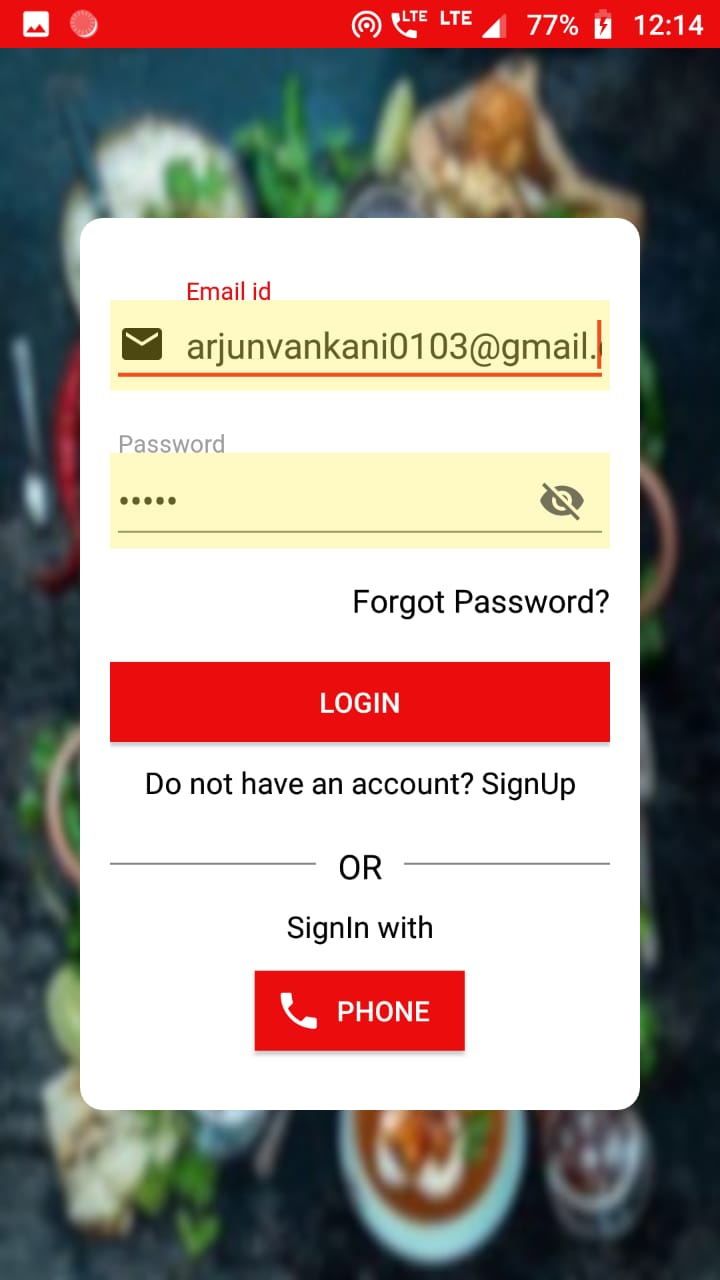 LTE LTE 77% 12:14
Email id
arjunvankani0103@gmail.
Password
•••••
Forgot Password?
LOGIN
Do not have an account? SignUp
OR
SignIn with
PHONE